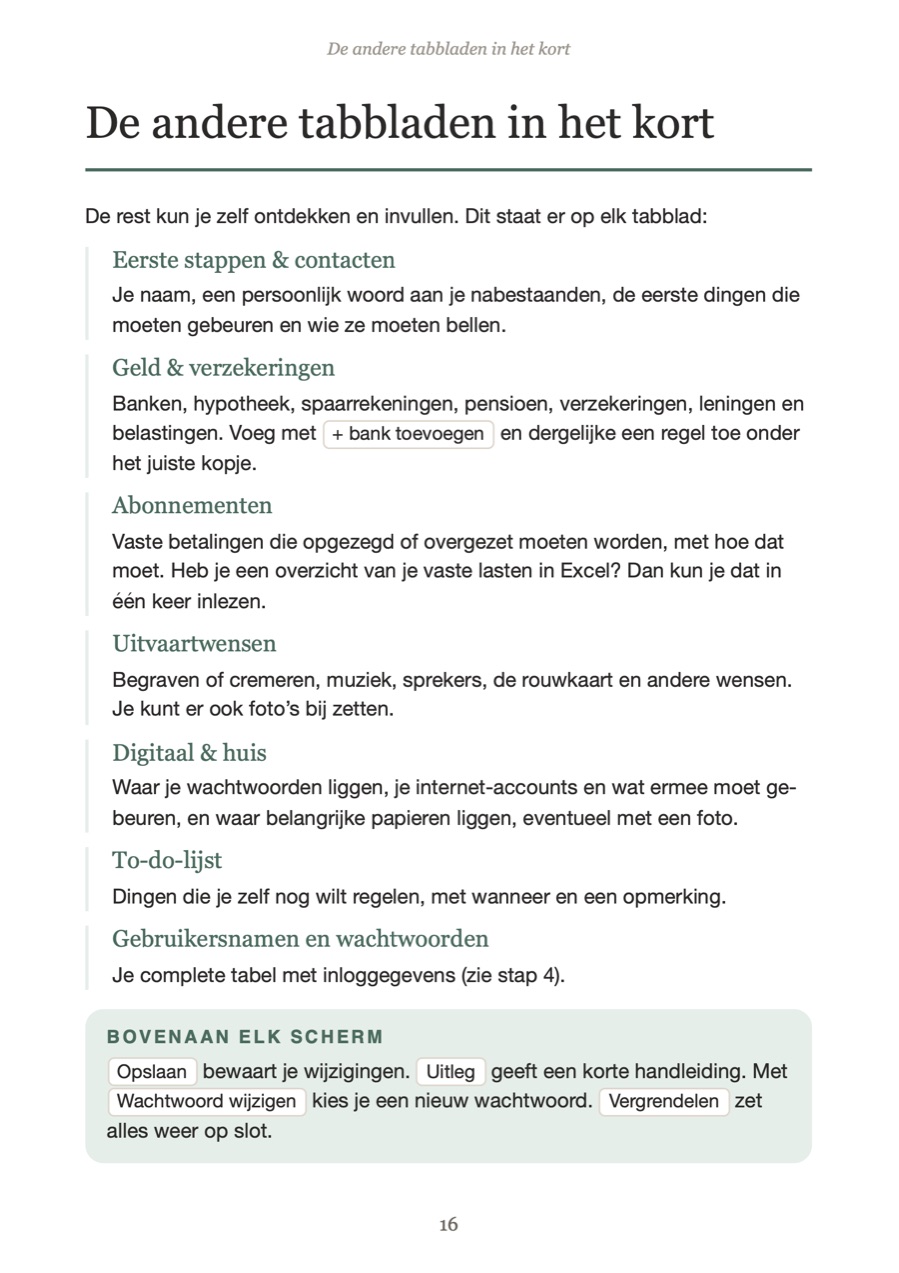 De andere tabbladen in het kort
De andere tabbladen in het kort
De rest kun je zelf ontdekken en invullen. Dit staat er op elk tabblad:
Eerste stappen & contacten
Je naam, een persoonlijk woord aan je nabestaanden, de eerste dingen die
moeten gebeuren en wie ze moeten bellen.
Geld & verzekeringen
Banken, hypotheek, spaarrekeningen, pensioen, verzekeringen, leningen en
belastingen. Voeg met + bank toevoegen en dergelijke een regel toe onder
het juiste kopje.
Abonnementen
Vaste betalingen die opgezegd of overgezet moeten worden, met hoe dat
moet. Heb je een overzicht van je vaste lasten in Excel? Dan kun je dat in
één keer inlezen.
Uitvaartwensen
Begraven of cremeren, muziek, sprekers, de rouwkaart en andere wensen.
Je kunt er ook foto’s bij zetten.
Digitaal & huis
Waar je wachtwoorden liggen, je internet-accounts en wat ermee moet ge-
beuren, en waar belangrijke papieren liggen, eventueel met een foto.
To-do-lijst
Dingen die je zelf nog wilt regelen, met wanneer en een opmerking.
Gebruikersnamen en wachtwoorden
Je complete tabel met inloggegevens (zie stap 4).
BOVENAAN ELK SCHERM
Opslaan bewaart je wijzigingen. Uitleg geeft een korte handleiding. Met
Wachtwoord wijzigen kies je een nieuw wachtwoord. Vergrendelen zet
alles weer op slot.
16